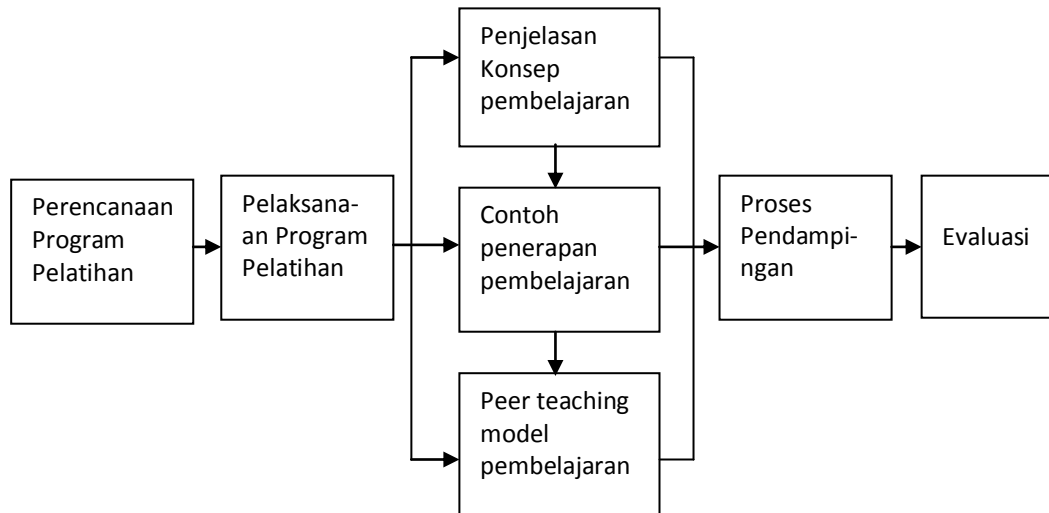 Perencanaan
Program
Pelatihan
Pelaksana-
an Program
Pelatihan
Penjelasan
Konsep
pembelajaran
Contoh
penerapan
pembelajaran
Peer teaching
model
pembelajaran
Proses
Pendampi-
ngan
Evaluasi